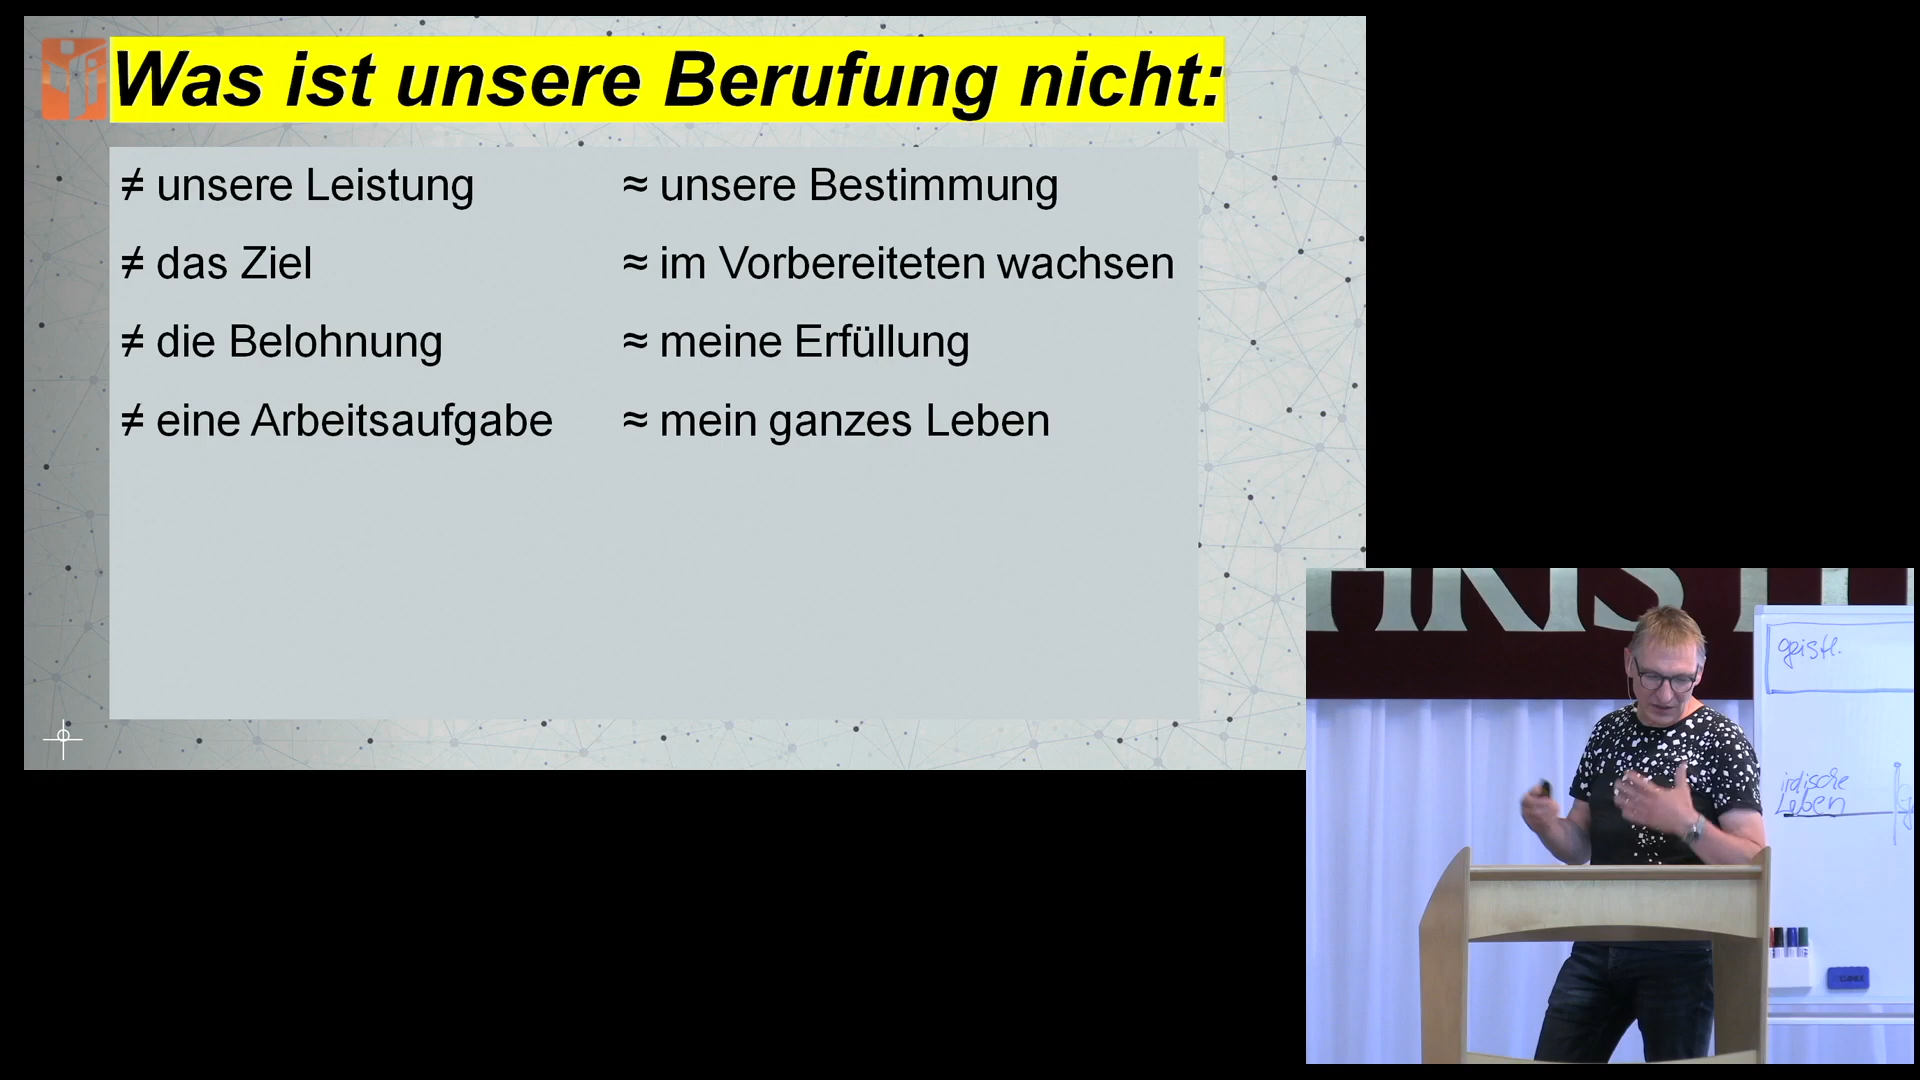 Was ist unsere Berufung nicht:
≠ unsere Leistung ≈ unsere Bestimmung
≠ das Ziel ≈ im Vorbereiteten wachsen
≠ die Belohnung ≈ meine Erfüllung
≠ eine Arbeitsaufgabe ≈ mein ganzes Leben
HRISTU
geistl.
irdische
Leben